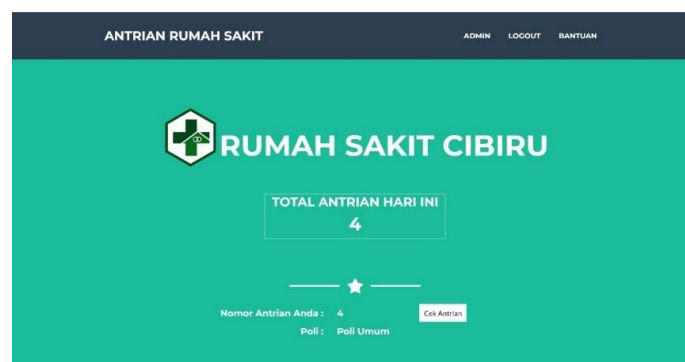 ANTRIAN RUMAH SAKIT ADMIN LOGOUT BANTUAN
RUMAH SAKIT CIBIRU
TOTAL ANTRIAN HARI INI
4
Nomor Antrian Anda : 4 Cek Antrian
Poli : Poli Umum